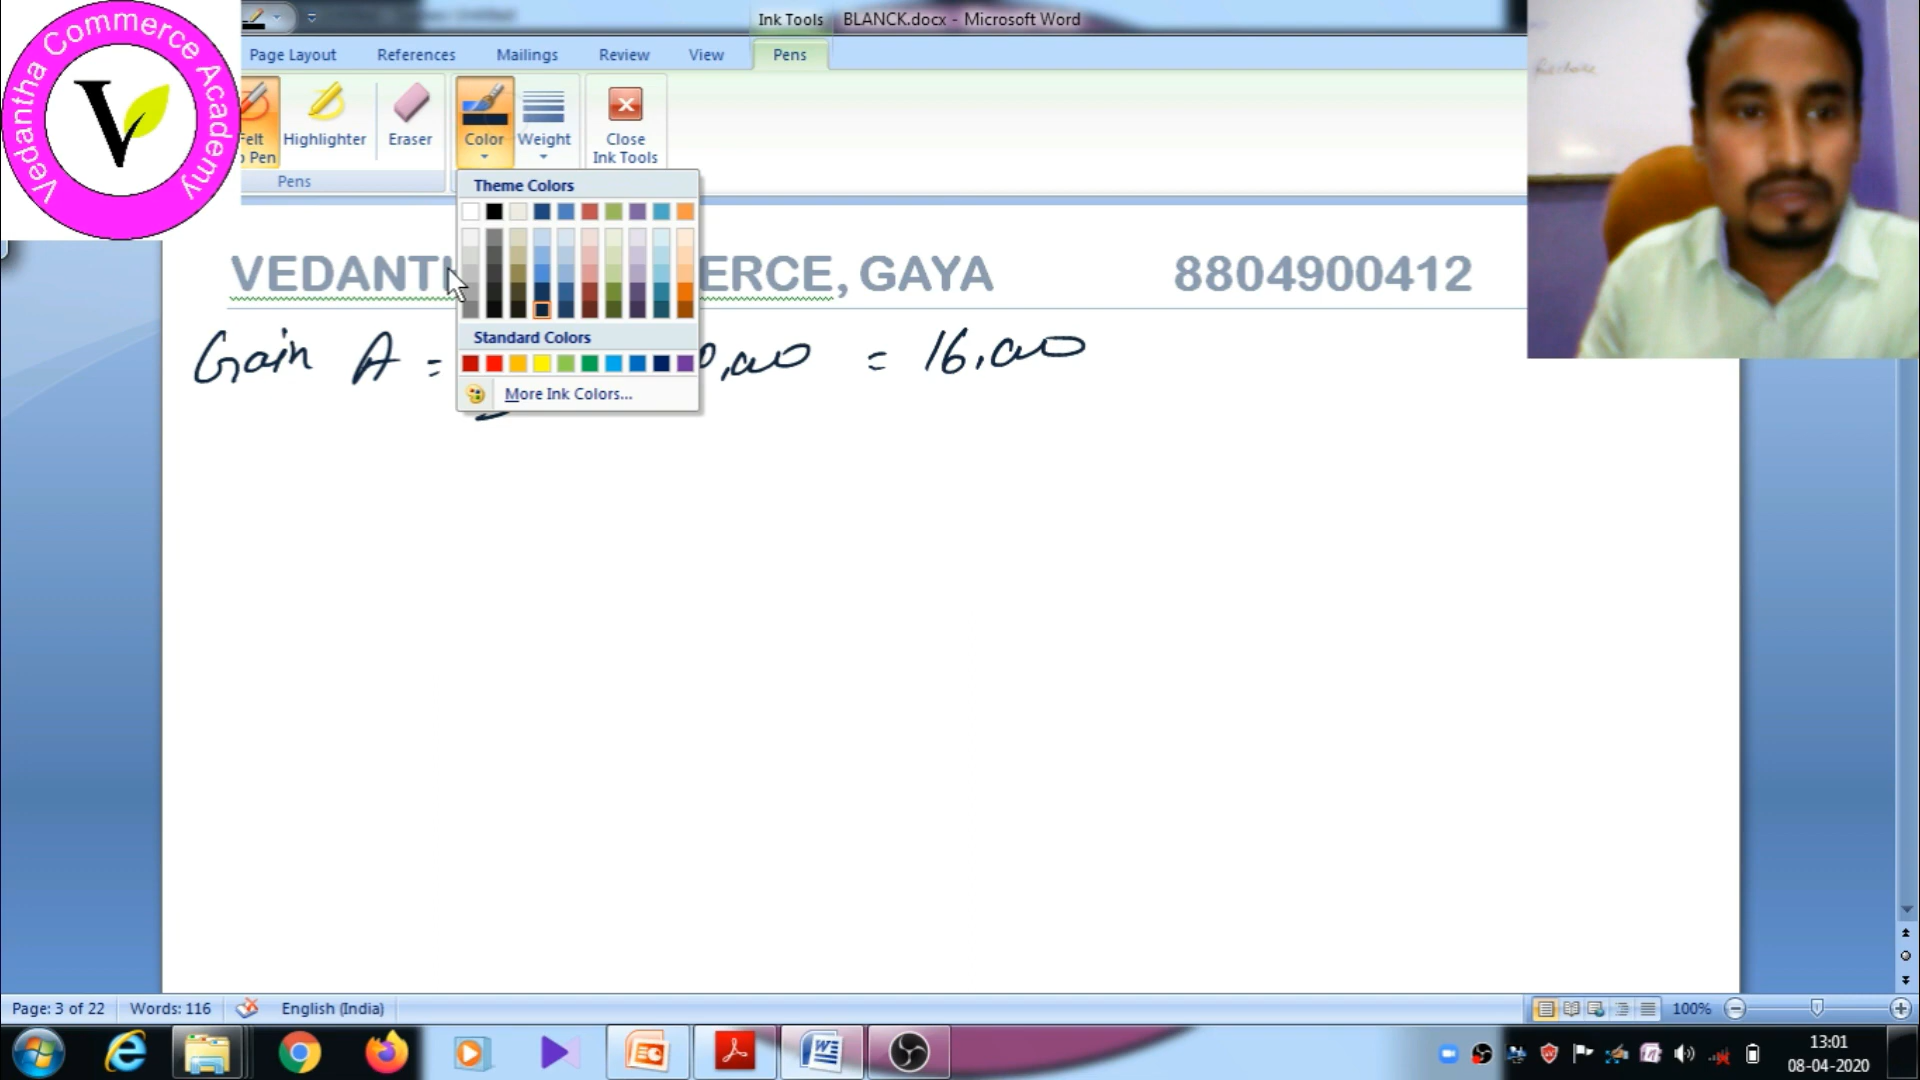 Vedantha Commerce Academy
V
Ink Tools
BLANCK.docx - Microsoft Word
Page Layout
References
Mailings
Review
View
Pens
Felt
Pen
Highlighter
Eraser
Color
Weight
Close
Ink Tools
Pens
Theme Colors
VEDANTH
ERCE, GAYA
8804900412
Standard Colors
More Ink Colors...
Gain A =
0,000 = 16,000
Page: 3 of 22
Words: 116
English (India)
100%
13:01
08-04-2020